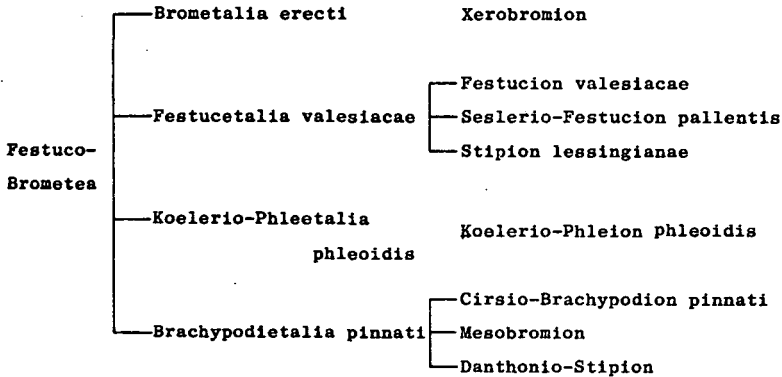 Brometalia erecti Xerobromion
Festucion valesiacae
Festucetalia valesiacae Seslerio-Festucion pallentis
Stipion lessingianae
Festuco-
Brometea
Koelerio-Phleetalia
phleoidis Koelerio-Phleion phleoidis
Cirsio-Brachypodion pinnati
Brachypodietalia pinnati Mesobromion
Danthonio-Stipion